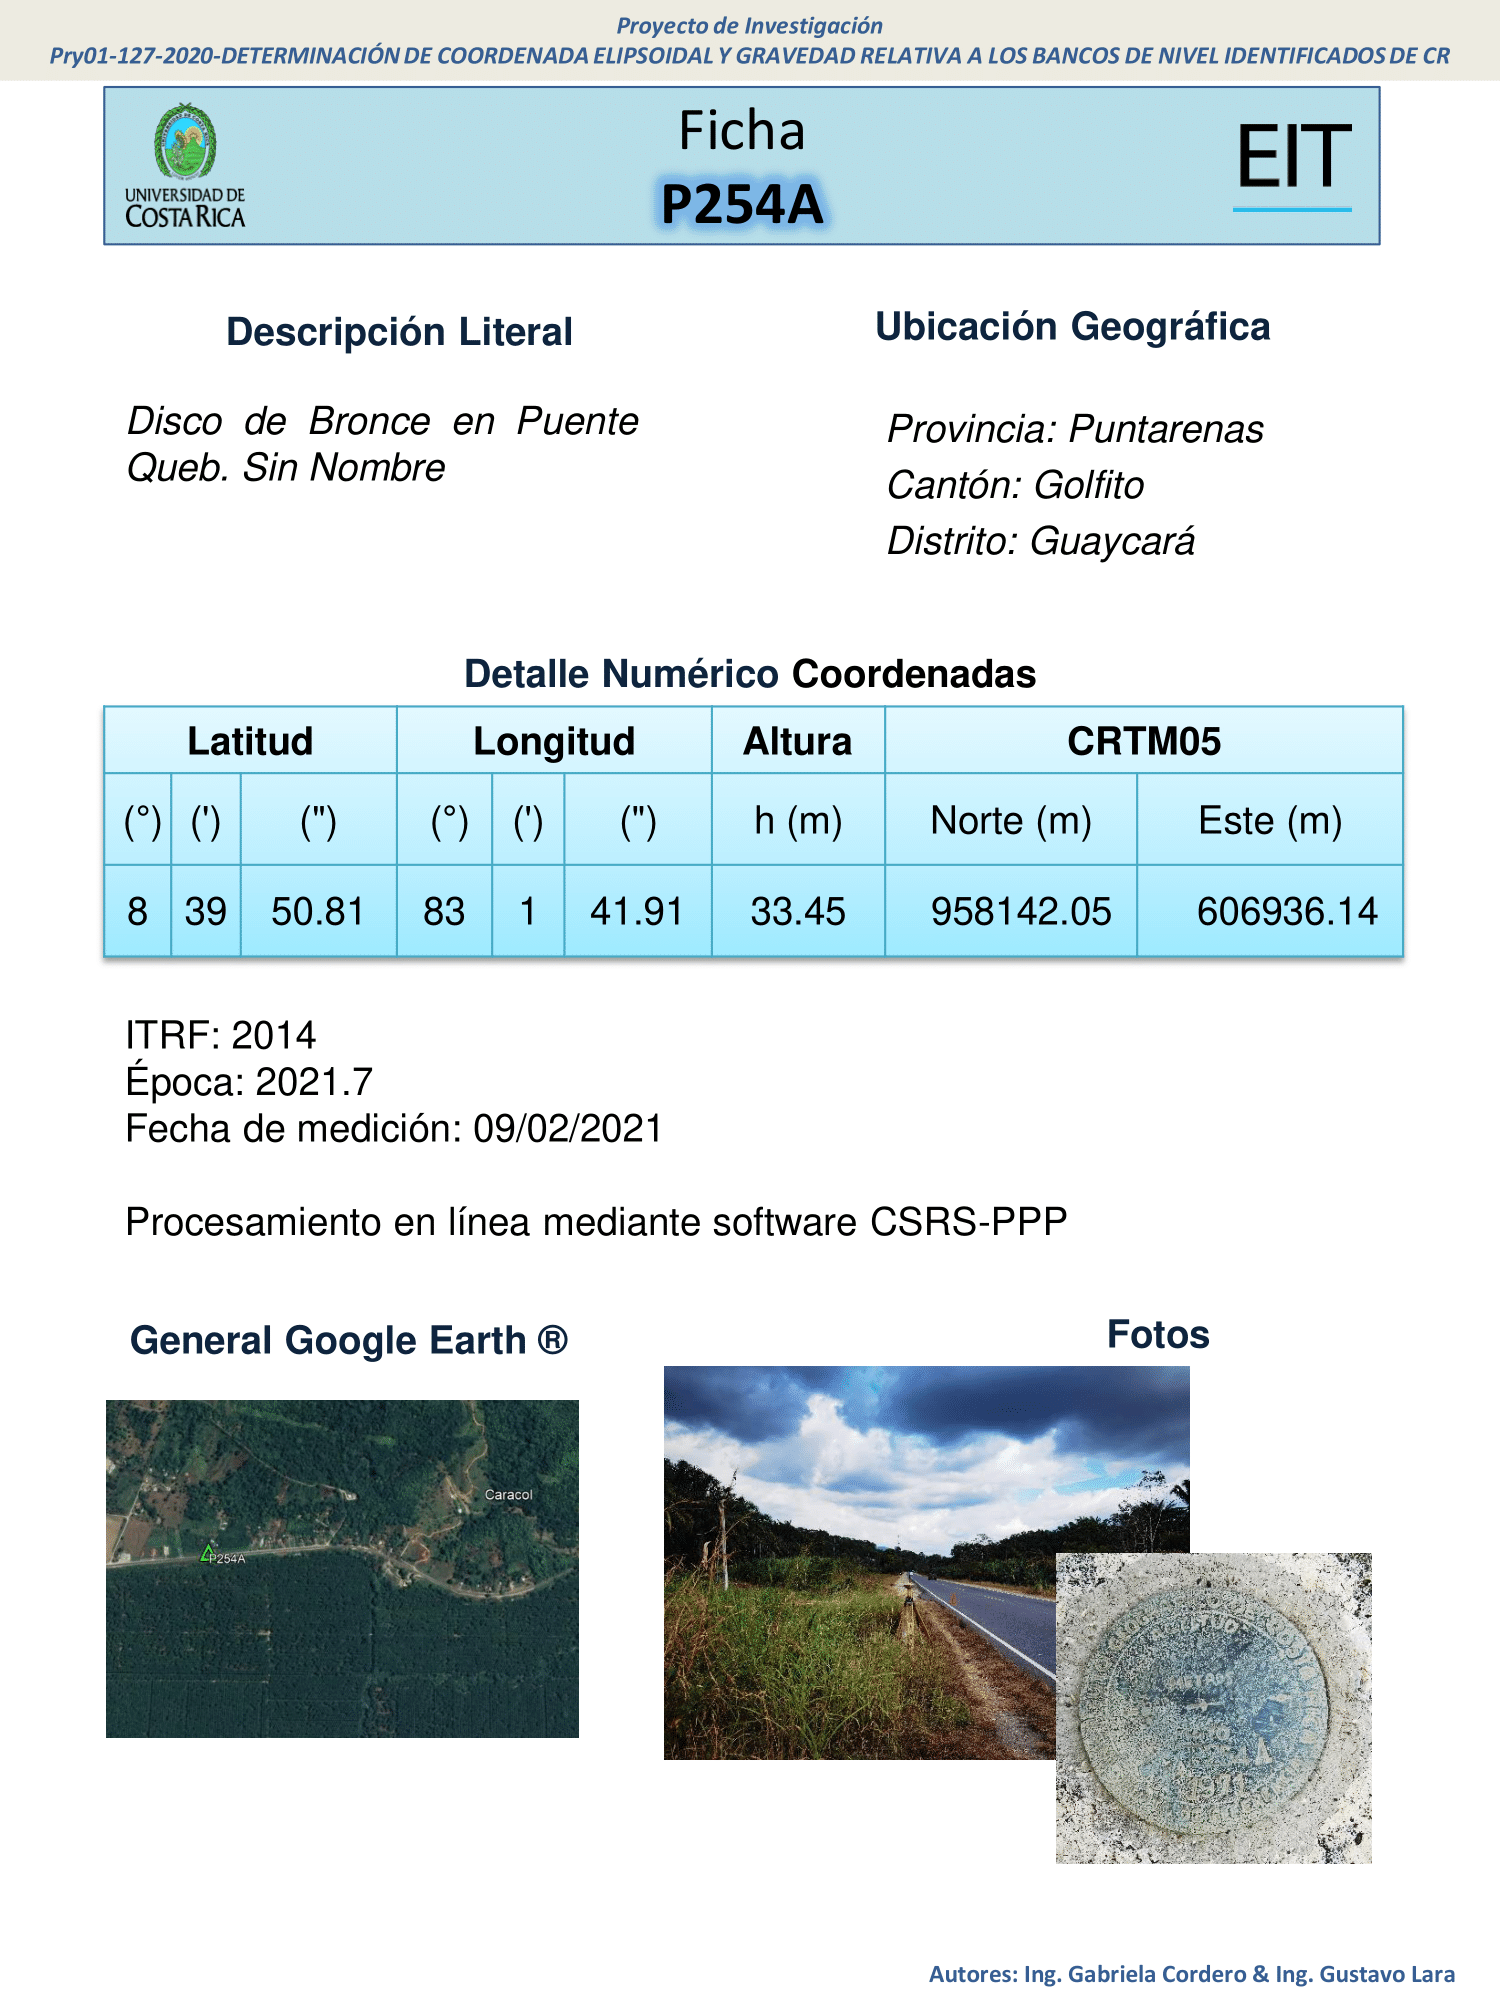 Proyecto de Investigación
Pry01-127-2020-DETERMINACIÓN DE COORDENADA ELIPSOIDAL Y GRAVEDAD RELATIVA A LOS BANCOS DE NIVEL IDENTIFICADOS DE CR
UNIVERSIDAD DE
COSTA RICA
Ficha
P254A
EIT
Descripción Literal
Disco de Bronce en Puente
Queb. Sin Nombre
Ubicación Geográfica
Provincia: Puntarenas
Cantón: Golfito
Distrito: Guaycará
Detalle Numérico Coordenadas
Latitud Longitud Altura CRTM05
(°) (') (") (°) (') (") h (m) Norte (m) Este (m)
8 39 50.81 83 1 41.91 33.45 958142.05 606936.14
ITRF: 2014
Época: 2021.7
Fecha de medición: 09/02/2021
Procesamiento en línea mediante software CSRS-PPP
General Google Earth ®
Fotos
Caracol
P254A
Autores: Ing. Gabriela Cordero & Ing. Gustavo Lara